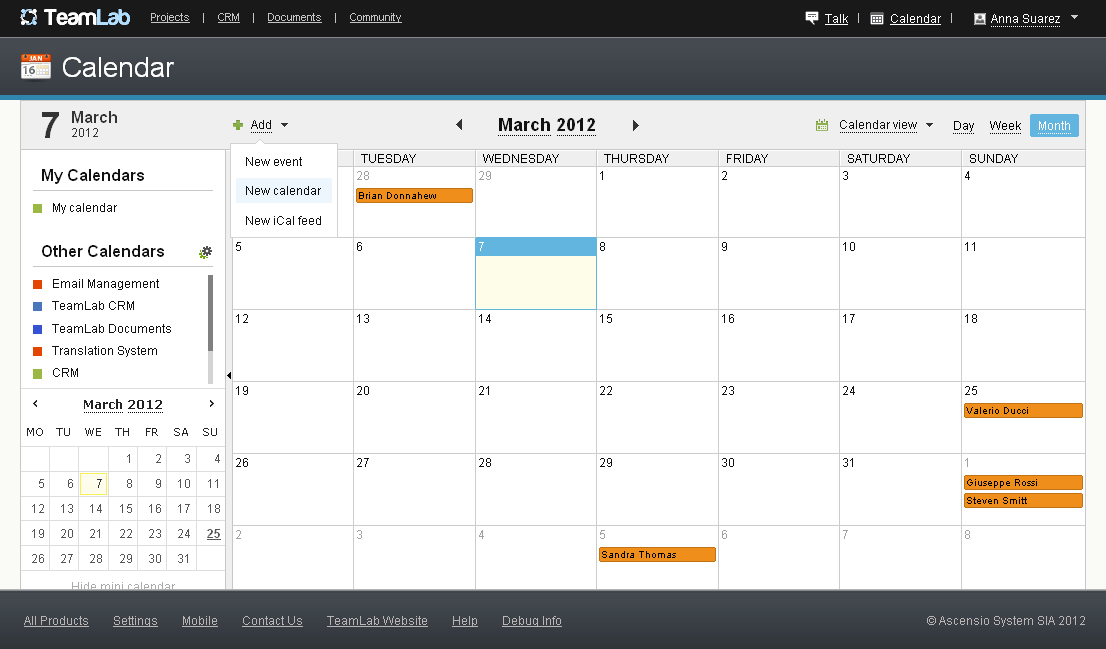 TeamLab Projects | CRM | Documents | Community Talk | Calendar | Anna Suarez
JAN 16 Calendar
7 March 2012
Add
March 2012
Calendar view Day Week Month
New event
New calendar
New iCal feed
My Calendars
My calendar
Other Calendars
Email Management
TeamLab CRM
TeamLab Documents
Translation System
CRM
March 2012
MO TU WE TH FR SA SU
1 2 3 4
5 6 7 8 9 10 11
12 13 14 15 16 17 18
19 20 21 22 23 24 25
26 27 28 29 30 31
Hide mini calendar
TUESDAY WEDNESDAY THURSDAY FRIDAY SATURDAY SUNDAY
28 29 1 2 3 4
Brian Donnahew
5 6 7 8 9 10 11
12 13 14 15 16 17 18
19 20 21 22 23 24 25
Valerio Ducci
26 27 28 29 30 31 1
Giuseppe Rossi
Steven Smitt
2 3 4 5 6 7 8
Sandra Thomas
All Products Settings Mobile Contact Us TeamLab Website Help Debug Info © Ascensio System SIA 2012